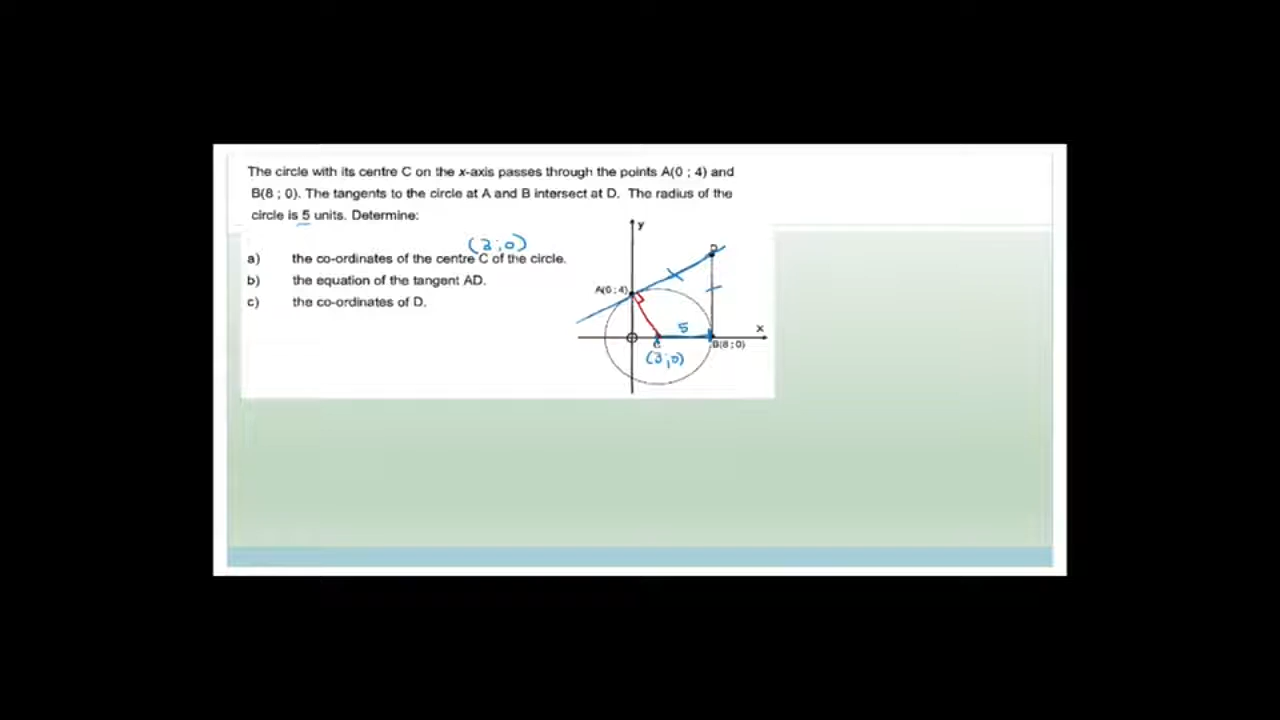 The circle with its centre C on the x-axis passes through the points A(0 ; 4) and
B(8 ; 0). The tangents to the circle at A and B intersect at D. The radius of the
circle is 5 units. Determine:
(3;0)
a) the co-ordinates of the centre C of the circle.
b) the equation of the tangent AD.
c) the co-ordinates of D.
y
D
A(0 ; 4)
5
x
C
B(8 ; 0)
(3;0)